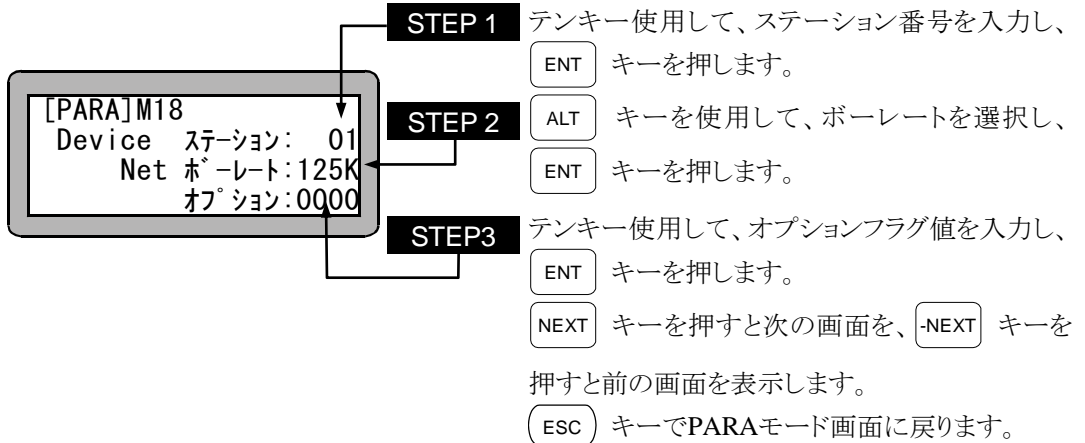 STEP 1 テンキー使用して、ステーション番号を入力し、
ENT キーを押します。
[PARA]M18
Device ステーション: 01
Net ボーレート:125K
オプション:0000
STEP 2 ALT キーを使用して、ボーレートを選択し、
ENT キーを押します。
STEP3 テンキー使用して、オプションフラグ値を入力し、
ENT キーを押します。
NEXT キーを押すと次の画面を、 -NEXT キーを
押すと前の画面を表示します。
ESC キーでPARAモード画面に戻ります。